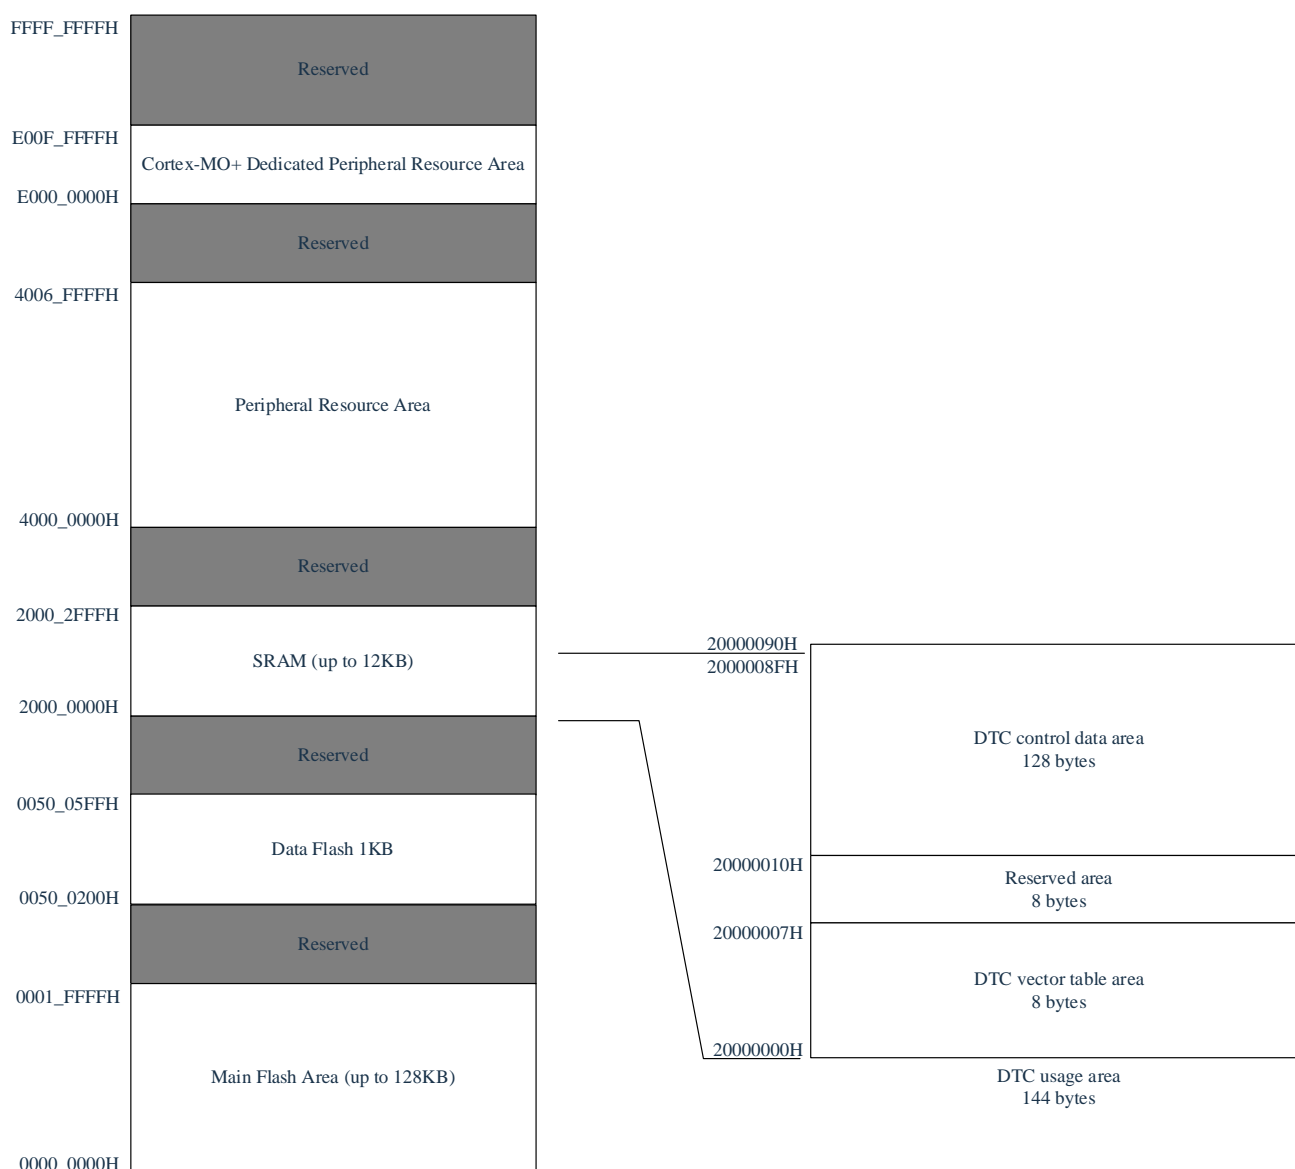 FFFF_FFFFH
Reserved
E00F_FFFFH
Cortex-MO+ Dedicated Peripheral Resource Area
E000_0000H
Reserved
4006_FFFFH
Peripheral Resource Area
4000_0000H
Reserved
2000_2FFFH
SRAM (up to 12KB)
2000_0000H
Reserved
0050_05FFH
Data Flash 1KB
0050_0200H
Reserved
0001_FFFFH
Main Flash Area (up to 128KB)
0000_0000H
20000090H
2000008FH
DTC control data area
128 bytes
20000010H
Reserved area
8 bytes
20000007H
DTC vector table area
8 bytes
20000000H
DTC usage area
144 bytes